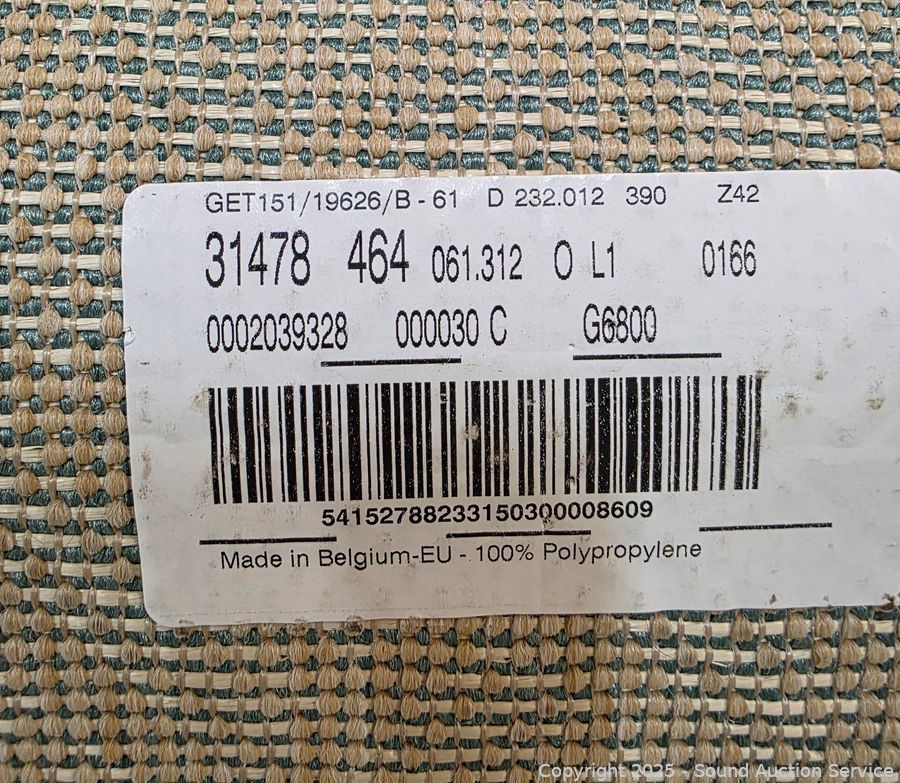 GET151/19626/B - 61 D 232.012 390 Z42
31478 464 061.312 O L1 0166
0002039328 000030 C G6800
54152788233150300008609
Made in Belgium-EU - 100% Polypropylene
Copyright 2025 - Sound Auction Service